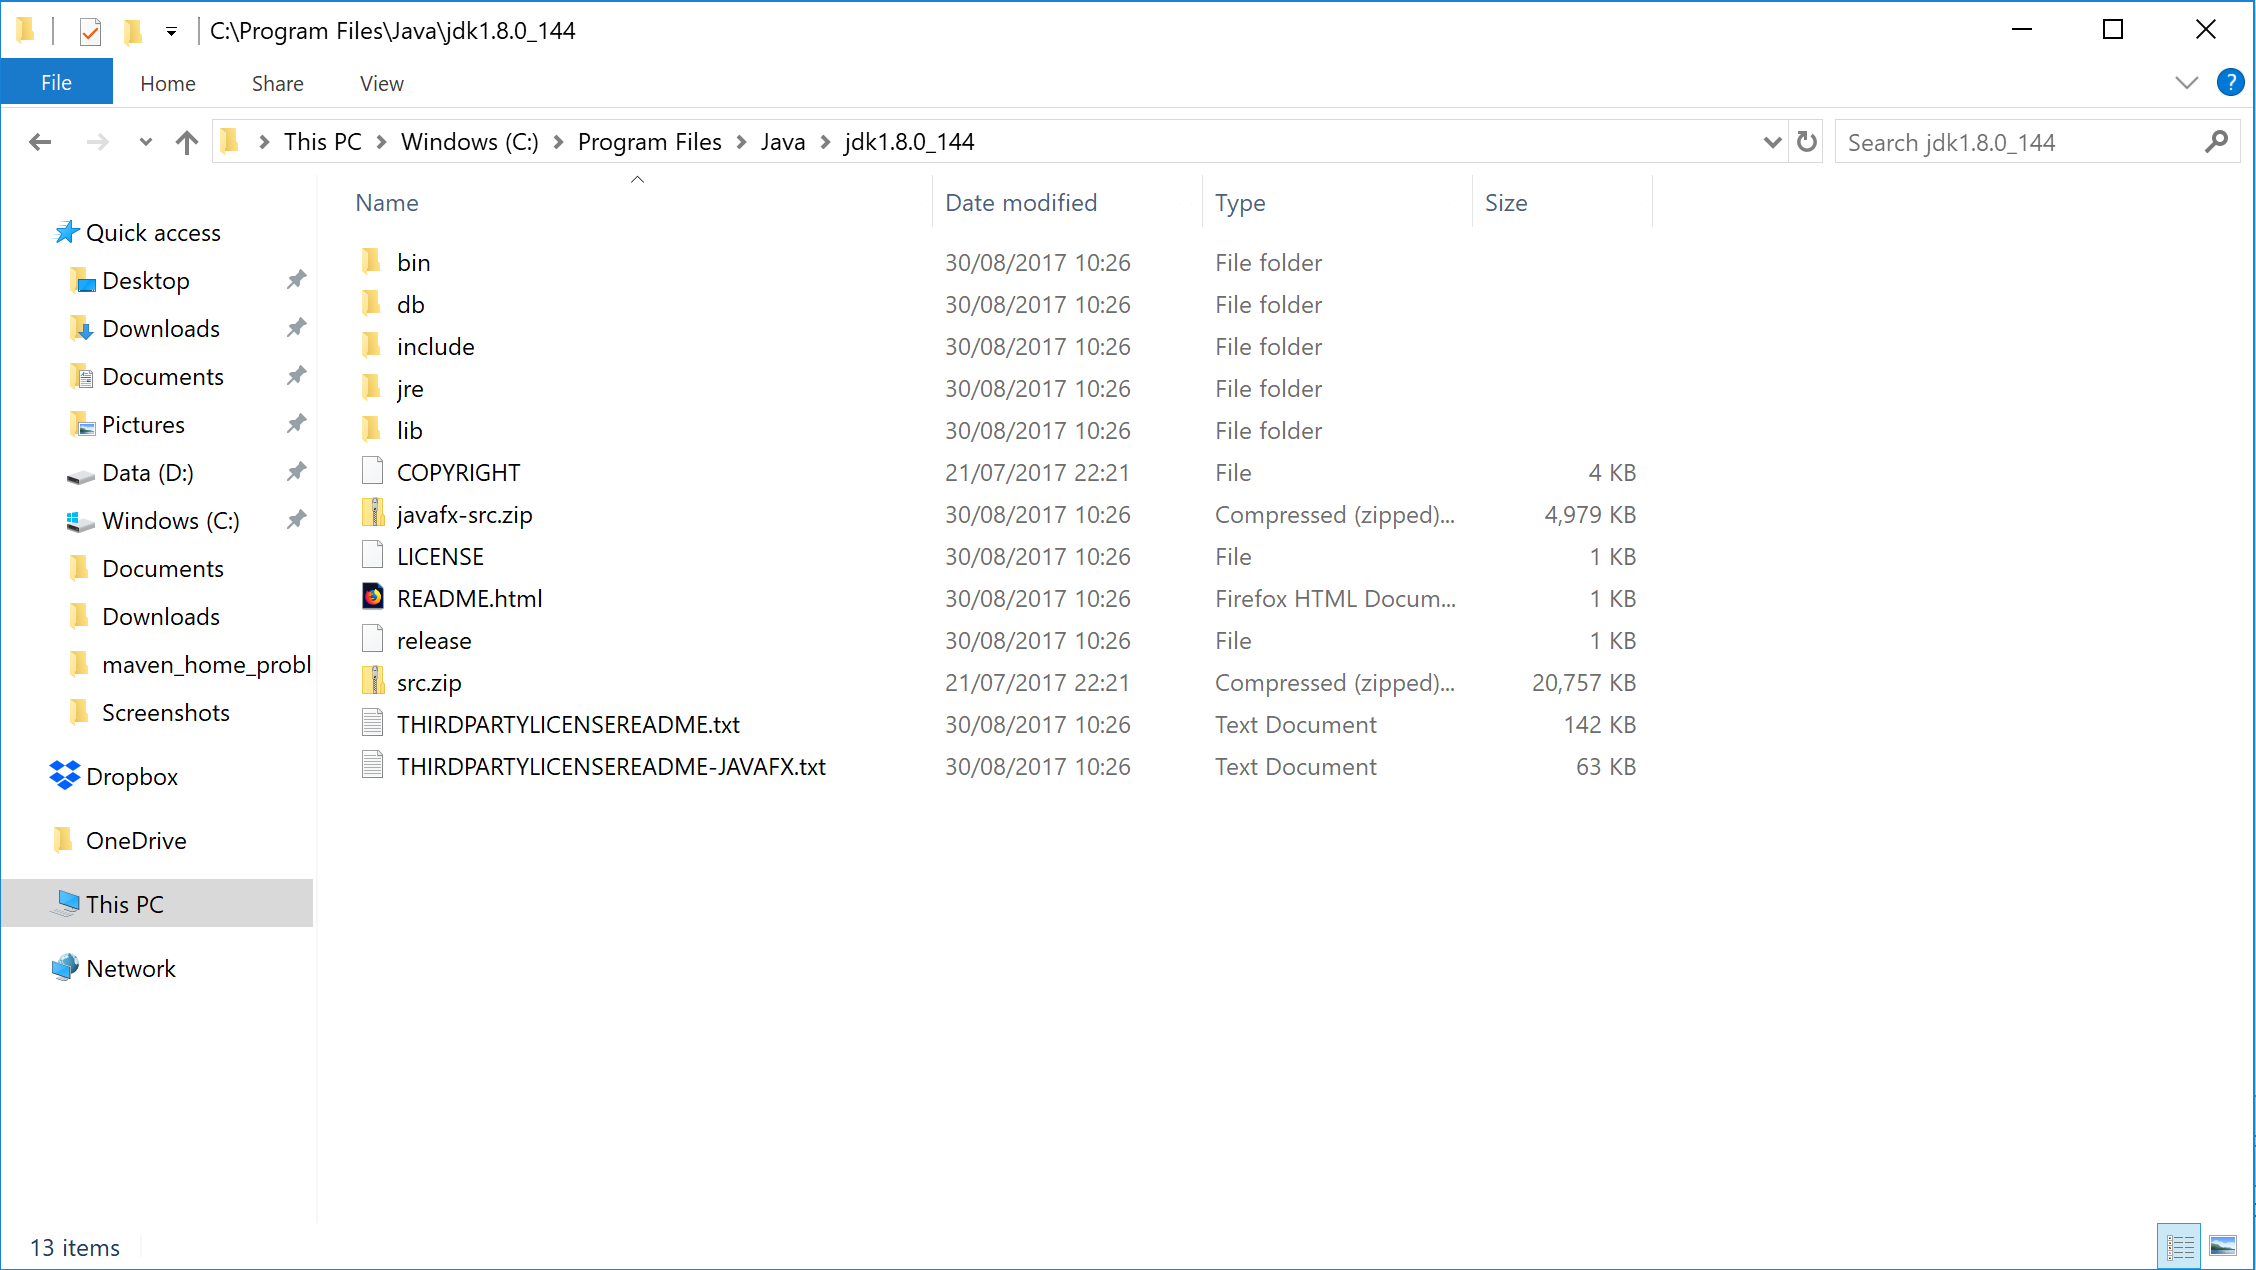 C:\Program Files\Java\jdk1.8.0_144
File Home Share View ?
This PC Windows (C:) Program Files Java jdk1.8.0_144 Search jdk1.8.0_144
Name Date modified Type Size
Quick access
Desktop
Downloads
Documents
Pictures
Data (D:)
Windows (C:)
Documents
Downloads
maven_home_probl
Screenshots
Dropbox
OneDrive
This PC
Network
bin 30/08/2017 10:26 File folder
db 30/08/2017 10:26 File folder
include 30/08/2017 10:26 File folder
jre 30/08/2017 10:26 File folder
lib 30/08/2017 10:26 File folder
COPYRIGHT 21/07/2017 22:21 File 4 KB
javafx-src.zip 30/08/2017 10:26 Compressed (zipped)... 4,979 KB
LICENSE 30/08/2017 10:26 File 1 KB
README.html 30/08/2017 10:26 Firefox HTML Docum... 1 KB
release 30/08/2017 10:26 File 1 KB
src.zip 21/07/2017 22:21 Compressed (zipped)... 20,757 KB
THIRDPARTYLICENSEREADME.txt 30/08/2017 10:26 Text Document 142 KB
THIRDPARTYLICENSEREADME-JAVAFX.txt 30/08/2017 10:26 Text Document 63 KB
13 items